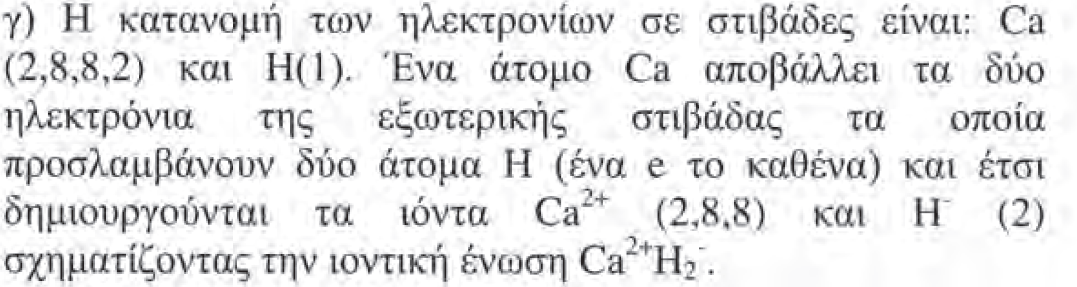 γ) Η κατανομή των ηλεκτρονίων σε στιβάδες είναι: Ca
(2,8,8,2) και Η(1). Ένα άτομο Ca αποβάλλει τα δύο
ηλεκτρόνια της εξωτερικής στιβάδας τα οποία
προσλαμβάνουν δύο άτομα Η (ένα e το καθένα) και έτσι
δημιουργούνται τα ιόντα Ca²⁺ (2,8,8) και Η⁻ (2)
σχηματίζοντας την ιοντική ένωση Ca²⁺H₂⁻.